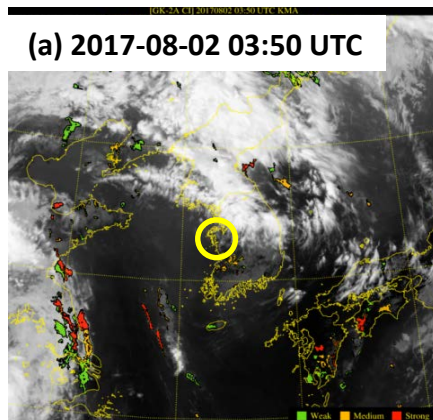 [GK-2A CI] 20170802 03:50 UTC KMA
(a) 2017-08-02 03:50 UTC
Weak Medium Strong